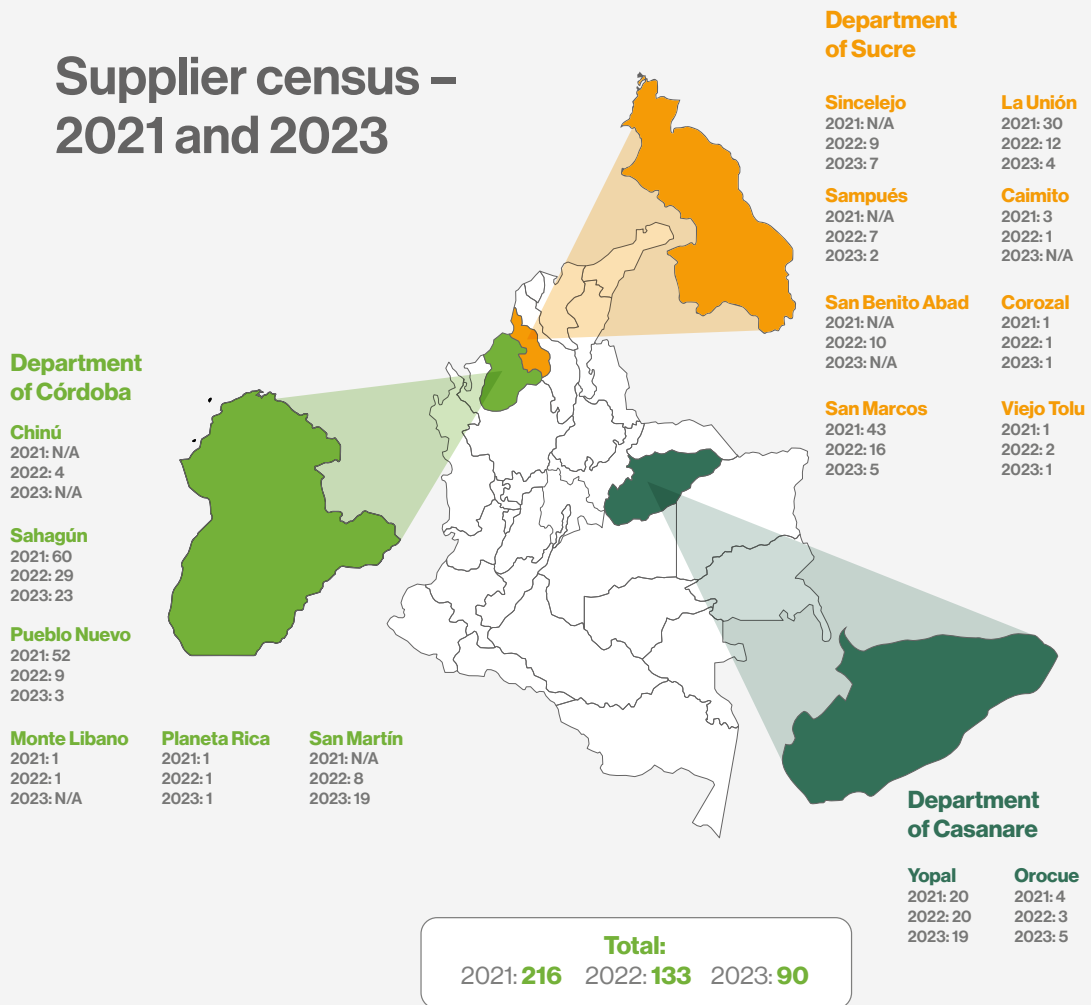 Supplier census –
2021 and 2023
Department
of Sucre
Sincelejo
2021: N/A
2022: 9
2023: 7
La Unión
2021: 30
2022: 12
2023: 4
Sampués
2021: N/A
2022: 7
2023: 2
Caimito
2021: 3
2022: 1
2023: N/A
San Benito Abad
2021: N/A
2022: 10
2023: N/A
Corozal
2021: 1
2022: 1
2023: 1
San Marcos
2021: 43
2022: 16
2023: 5
Viejo Tolu
2021: 1
2022: 2
2023: 1
Department
of Córdoba
Chinú
2021: N/A
2022: 4
2023: N/A
Sahagún
2021: 60
2022: 29
2023: 23
Pueblo Nuevo
2021: 52
2022: 9
2023: 3
Monte Libano
2021: 1
2022: 1
2023: N/A
Planeta Rica
2021: 1
2022: 1
2023: 1
San Martín
2021: N/A
2022: 8
2023: 19
Department
of Casanare
Yopal
2021: 20
2022: 20
2023: 19
Orocue
2021: 4
2022: 3
2023: 5
Total:
2021: 216 2022: 133 2023: 90